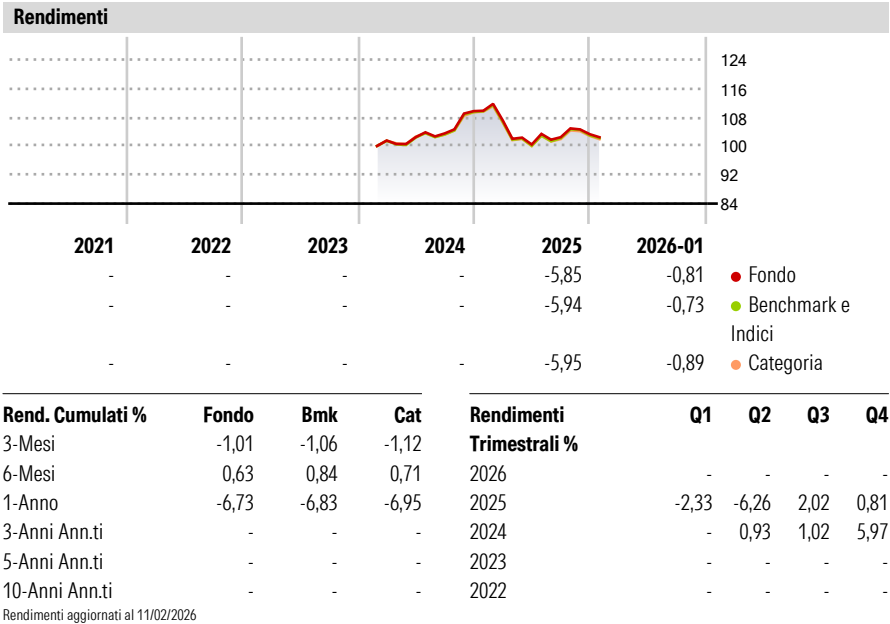 Rendimenti
124
116
108
100
92
84
2021 2022 2023 2024 2025 2026-01
- - - - -5,85 -0,81 Fondo
- - - - -5,94 -0,73 Benchmark e
Indici
- - - - -5,95 -0,89 Categoria
Rend. Cumulati % Fondo Bmk Cat
3-Mesi -1,01 -1,06 -1,12
6-Mesi 0,63 0,84 0,71
1-Anno -6,73 -6,83 -6,95
3-Anni Ann.ti - - -
5-Anni Ann.ti - - -
10-Anni Ann.ti - - -
Rendimenti Q1 Q2 Q3 Q4
Trimestrali %
2026 - - - -
2025 -2,33 -6,26 2,02 0,81
2024 - 0,93 1,02 5,97
2023 - - - -
2022 - - - -
Rendimenti aggiornati al 11/02/2026